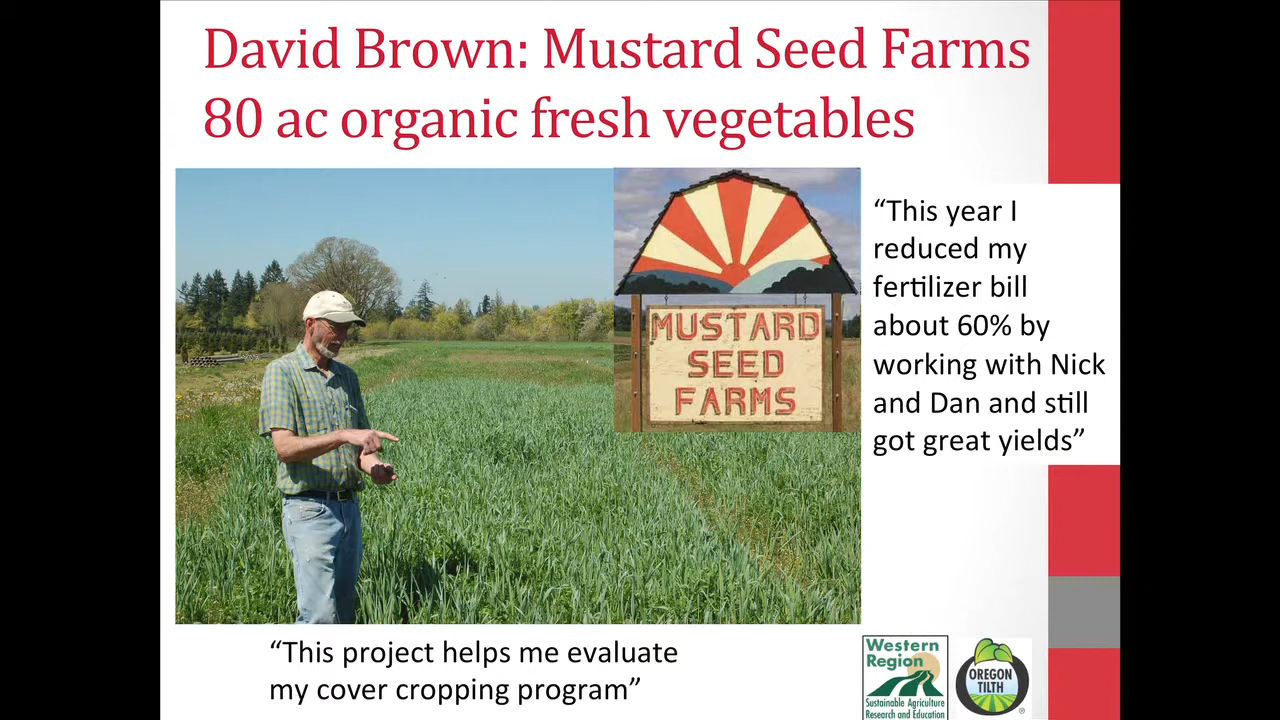 David Brown: Mustard Seed Farms
80 ac organic fresh vegetables
MUSTARD
SEED
FARMS
“This year I
reduced my
fertilizer bill
about 60% by
working with Nick
and Dan and still
got great yields”
“This project helps me evaluate
my cover cropping program”
Western
Region
Sustainable Agriculture
Research and Education
OREGON
TILTH
®